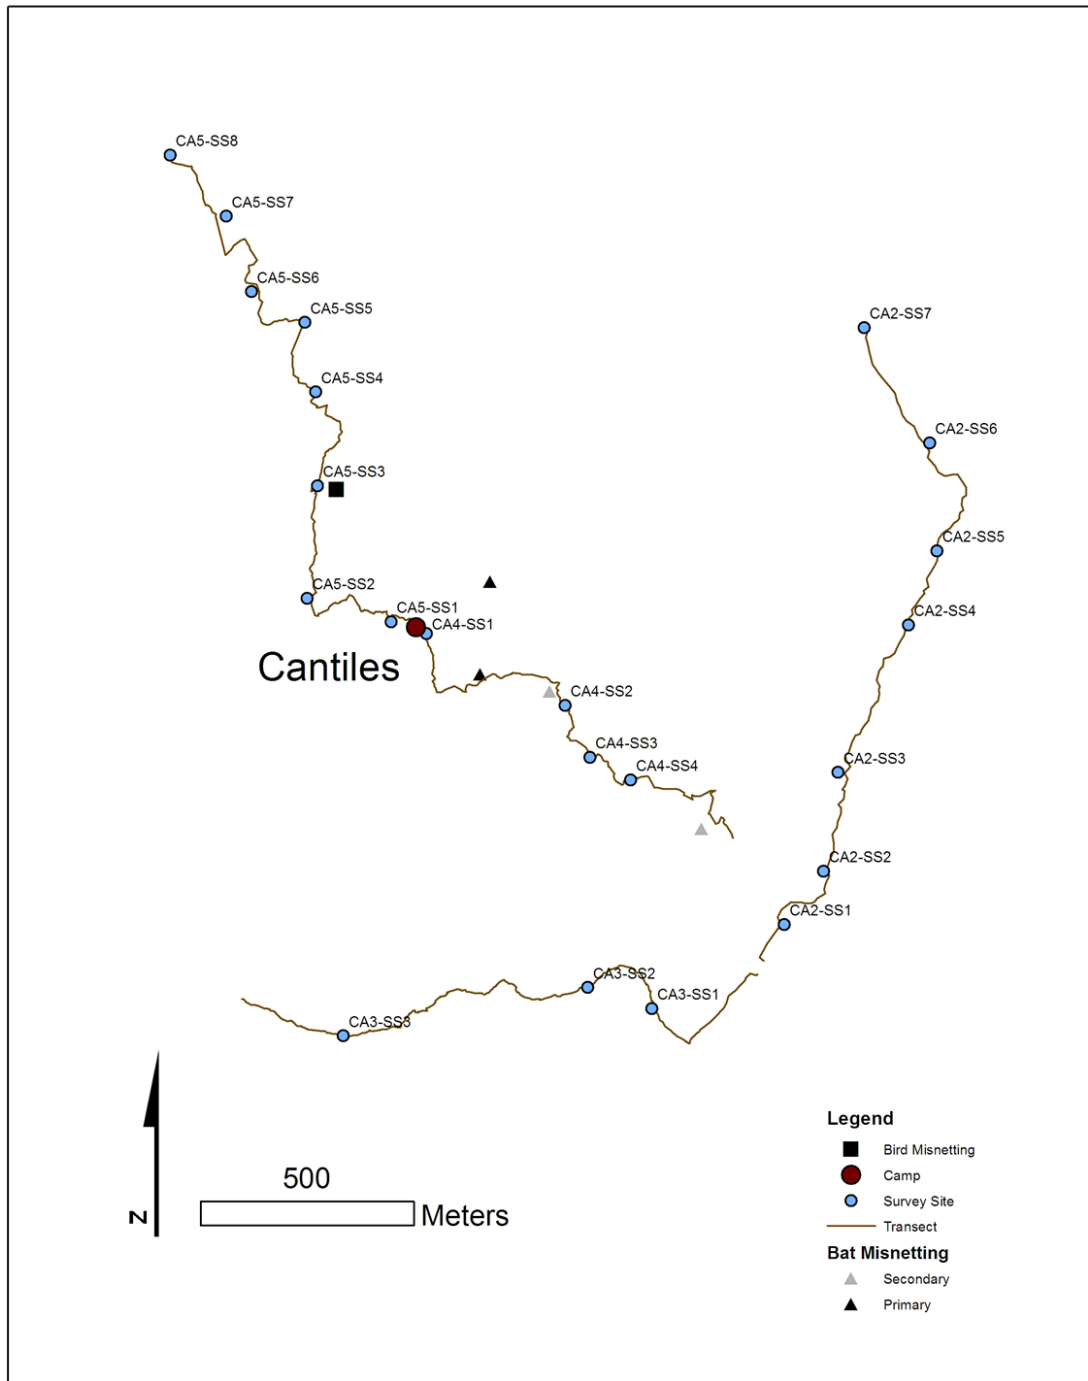 CA5-SS8
CA5-SS7
CA5-SS6
CA5-SS5
CA2-SS7
CA5-SS4
CA2-SS6
CA5-SS3
CA2-SS5
CA5-SS2
CA5-SS1
CA2-SS4
CA4-SS1
Cantiles
CA4-SS2
CA4-SS3
CA4-SS4
CA2-SS3
CA2-SS2
CA2-SS1
CA3-SS2
CA3-SS1
CA3-SS3
N
500
Meters
Legend
Bird Misnetting
Camp
Survey Site
Transect
Bat Misnetting
Secondary
Primary